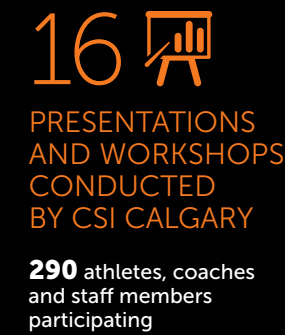 16
PRESENTATIONS
AND WORKSHOPS
CONDUCTED
BY CSI CALGARY
290 athletes, coaches
and staff members
participating